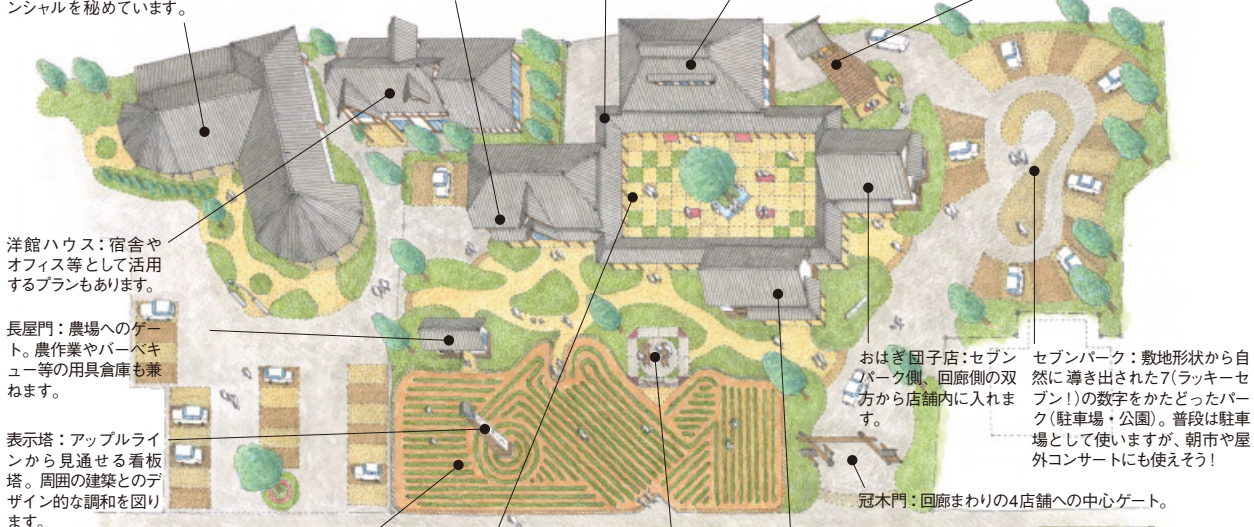 ンシャルを秘めています。
洋館ハウス：宿舎や
オフィス等として活用
するプランもあります。
長屋門：農場へのゲー
ト。農作業やバーベキ
ュー等の用具倉庫も兼
ねます。
表示塔：アップルライ
ンから見通せる看板
塔。周囲の建築とのデ
ザイン的な調和を図り
ます。
おはぎ団子店：セブン
パーク側、回廊側の双
方から店舗内に入れま
す。
セブンパーク：敷地形状から自
然に導き出された7(ラッキーセ
ブン！)の数字をかたどったパー
ク(駐車場・公園)。普段は駐車
場として使いますが、朝市や屋
外コンサートにも使えそう！
冠木門：回廊まわりの4店舗への中心ゲート。